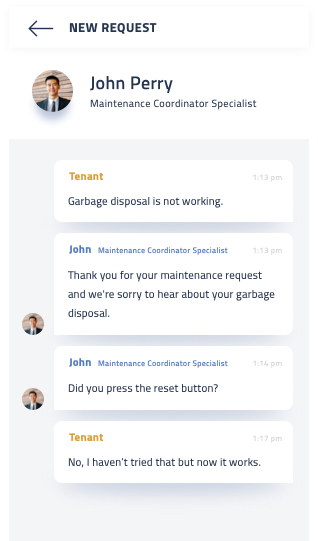 NEW REQUEST
John Perry
Maintenance Coordinator Specialist
Tenant 1:13 pm
Garbage disposal is not working.
John Maintenance Coordinator Specialist 1:13 pm
Thank you for your maintenance request
and we're sorry to hear about your garbage
disposal.
John Maintenance Coordinator Specialist 1:14 pm
Did you press the reset button?
Tenant 1:17 pm
No, I haven't tried that but now it works.